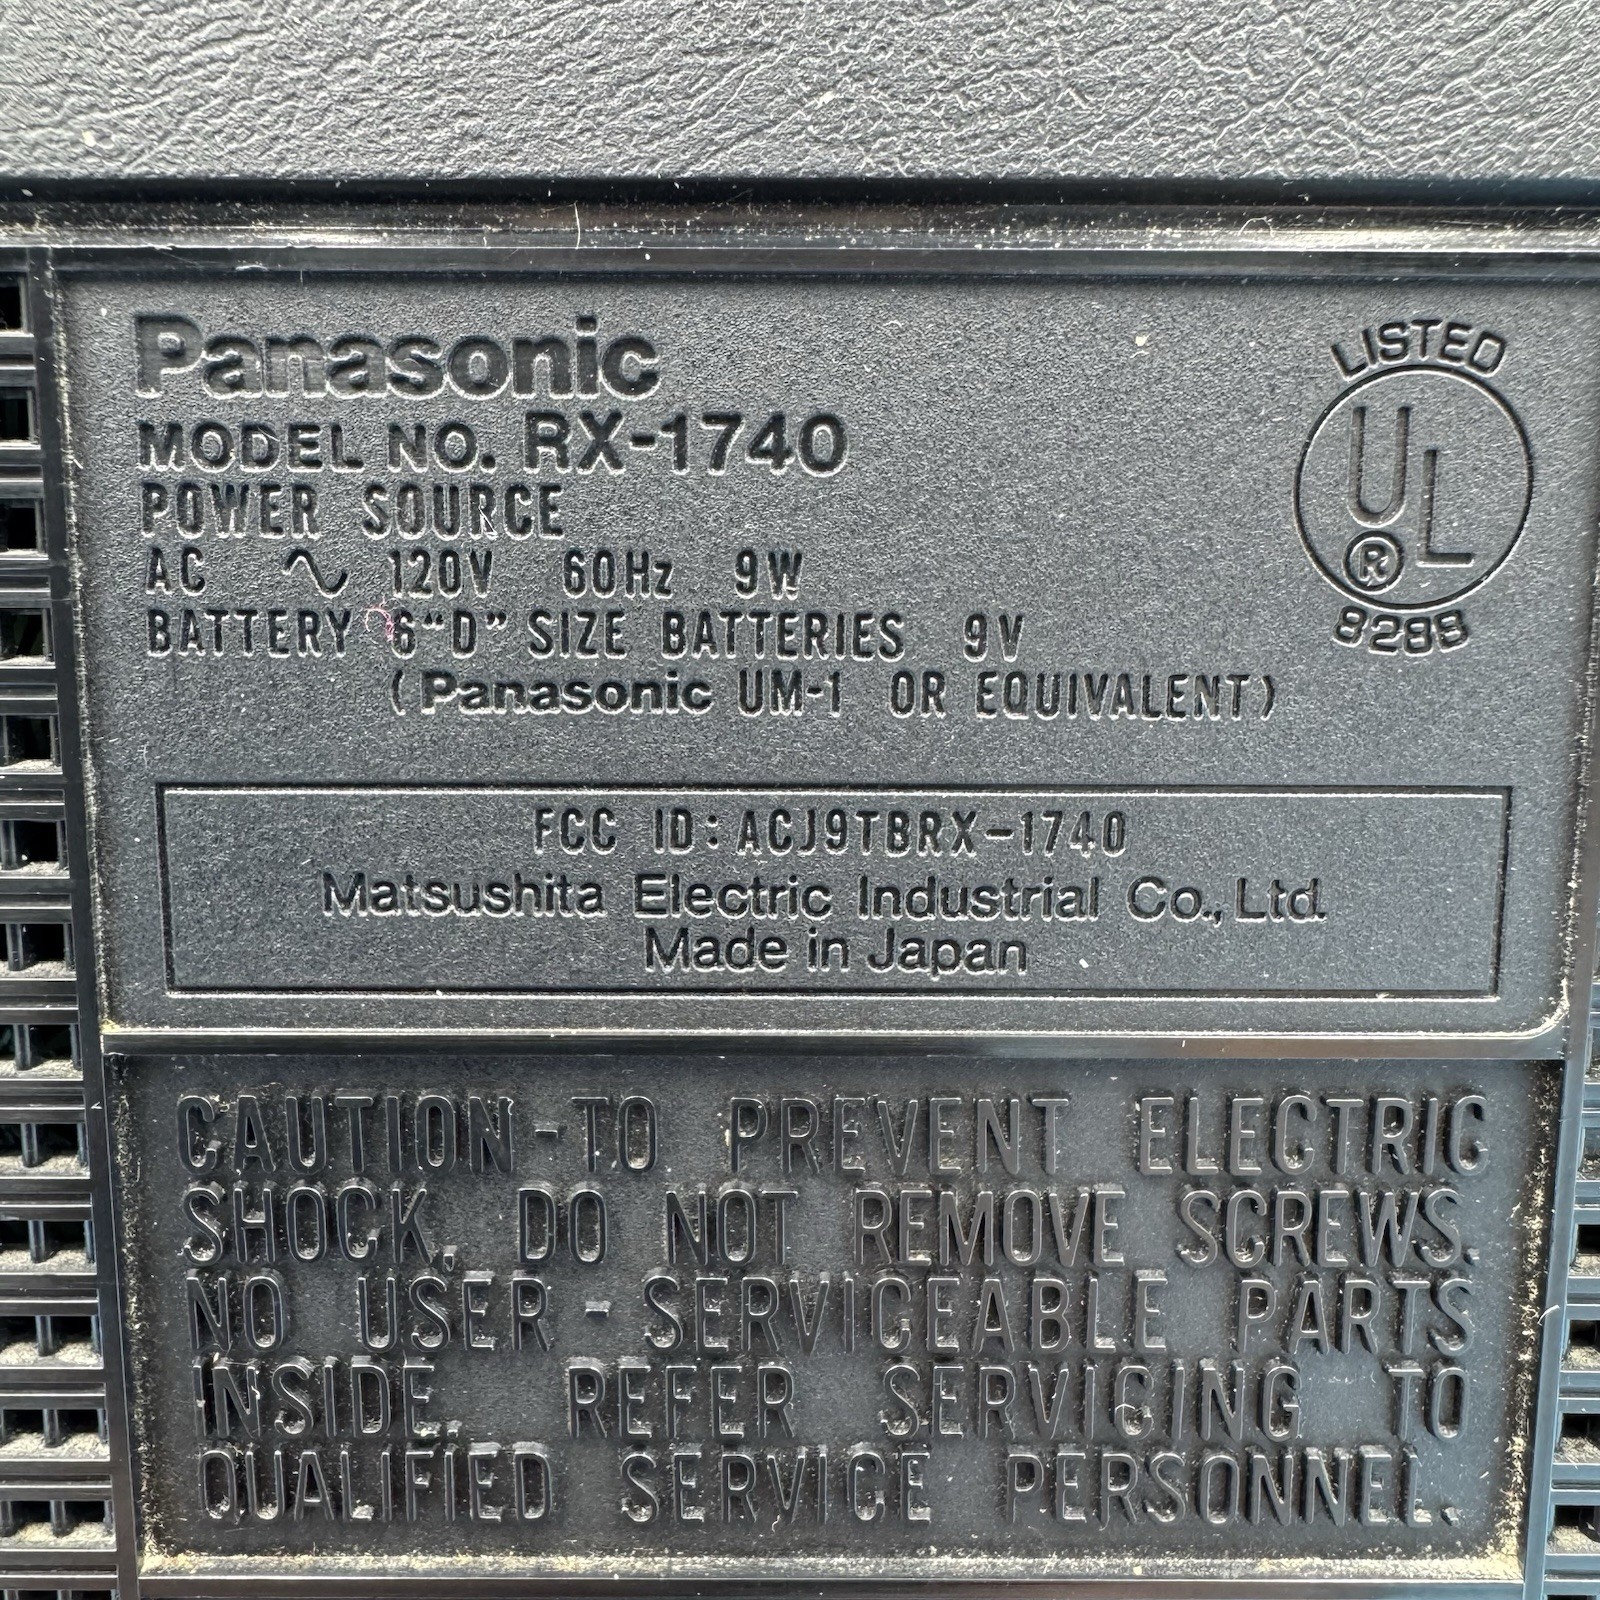 Panasonic
MODEL NO. RX-1740
POWER SOURCE
AC ∿ 120V 60Hz 9W
BATTERY 6“D” SIZE BATTERIES 9V
(Panasonic UM-1 OR EQUIVALENT)
LISTED
UL
®
FCC ID: ACJ9TBRX-1740
Matsushita Electric Industrial Co., Ltd.
Made in Japan
CAUTION-TO PREVENT ELECTRIC
SHOCK, DO NOT REMOVE SCREWS.
NO USER-SERVICEABLE PARTS
INSIDE. REFER SERVICING TO
QUALIFIED SERVICE PERSONNEL.